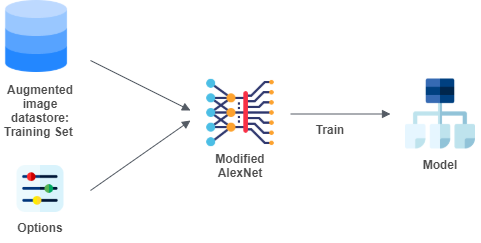 Augmented
image
datastore:
Training Set
Options
Modified
AlexNet
Train
Model